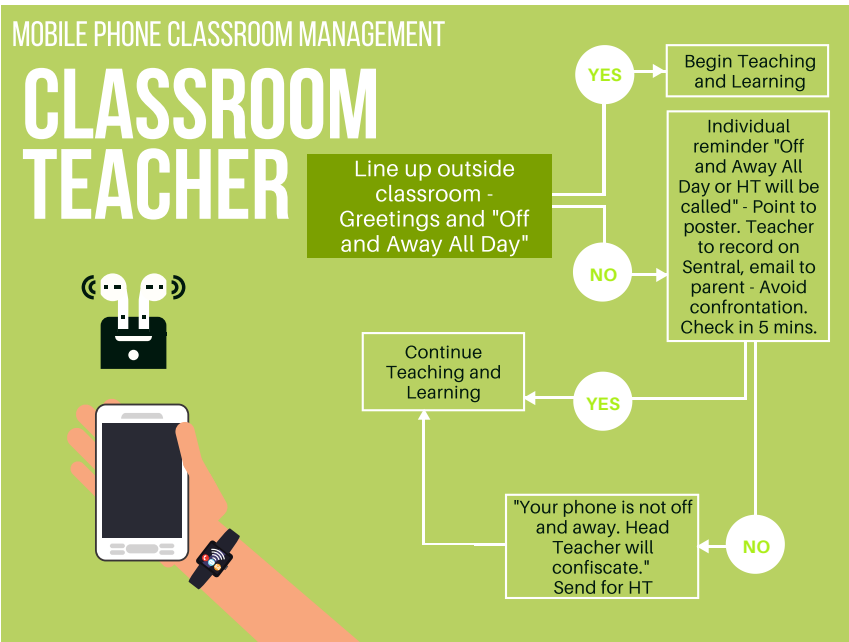 MOBILE PHONE CLASSROOM MANAGEMENT
CLASSROOM
TEACHER
Line up outside
classroom -
Greetings and "Off
and Away All Day"
YES
Begin Teaching
and Learning
NO
Individual
reminder "Off
and Away All
Day or HT will be
called" - Point to
poster. Teacher
to record on
Sentral, email to
parent - Avoid
confrontation.
Check in 5 mins.
YES
Continue
Teaching and
Learning
NO
"Your phone is not off
and away. Head
Teacher will
confiscate."
Send for HT